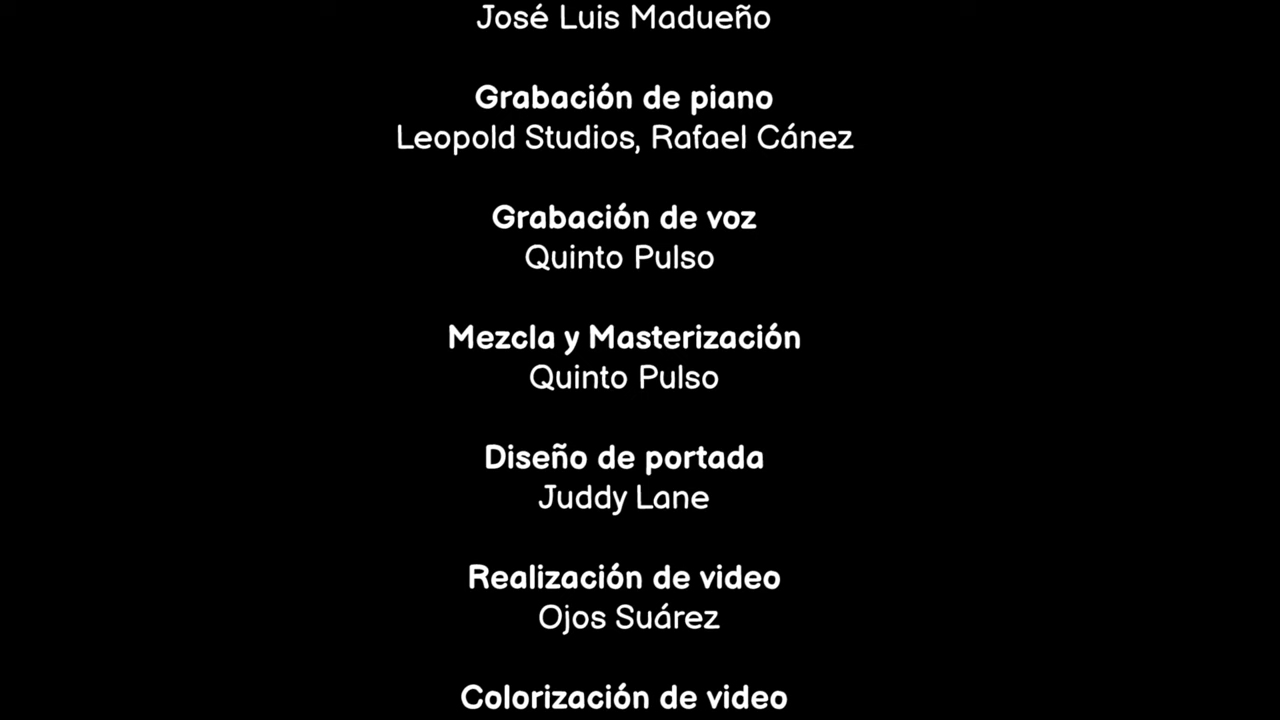 José Luis Madueño
Grabación de piano
Leopold Studios, Rafael Cánez
Grabación de voz
Quinto Pulso
Mezcla y Masterización
Quinto Pulso
Diseño de portada
Juddy Lane
Realización de video
Ojos Suárez
Colorización de video